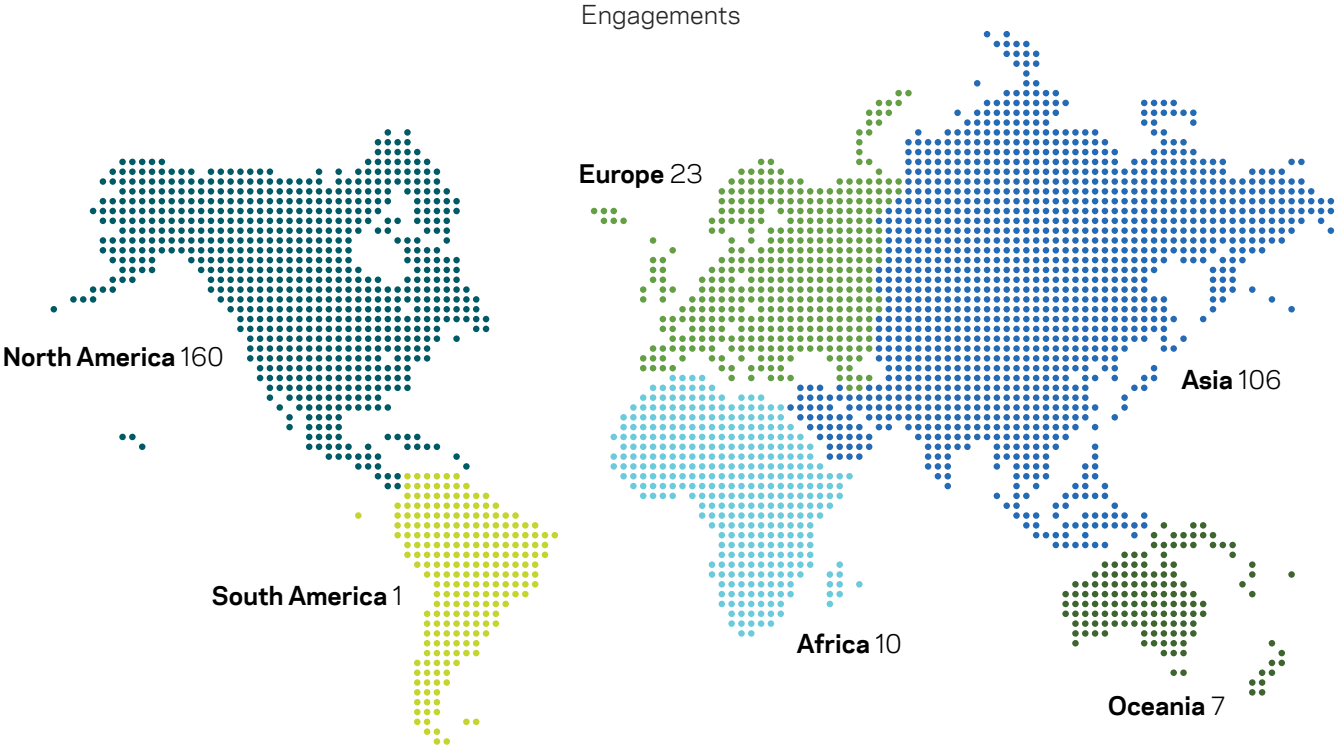 Engagements
Europe 23
North America 160
Asia 106
South America 1
Africa 10
Oceania 7